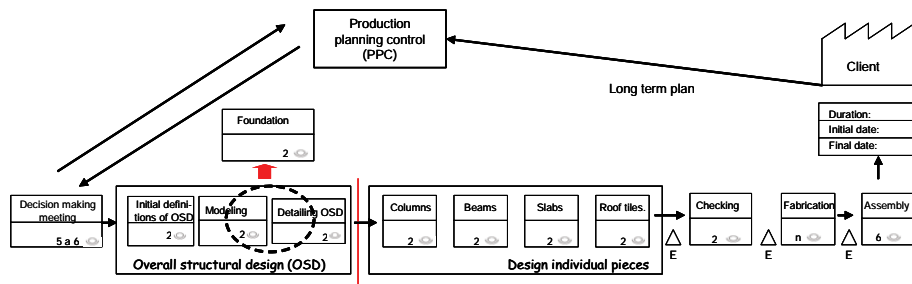 Production
planning control
(PPC)
Client
Long term plan
Duration:
Initial date:
Final date:
Foundation
2
Decision making
meeting
5 a 6
Initial defini-
tions of OSD
2
Modeling
2
Detailing OSD
2
Overall structural design (OSD)
Columns
2
Beams
2
Slabs
2
Roof tiles.
2
Design individual pieces
E
Checking
2
E
Fabrication
n
E
Assembly
6